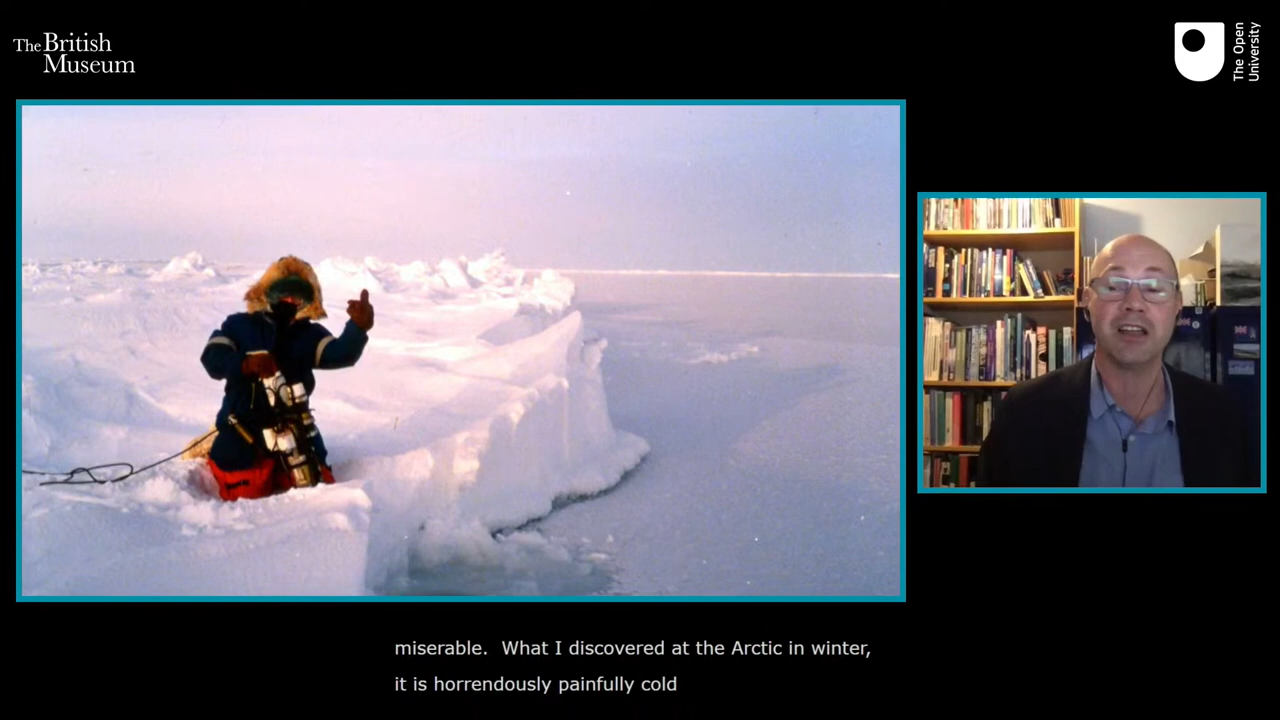 The British
Museum
The Open
University
miserable.  What I discovered at the Arctic in winter,
it is horrendously painfully cold